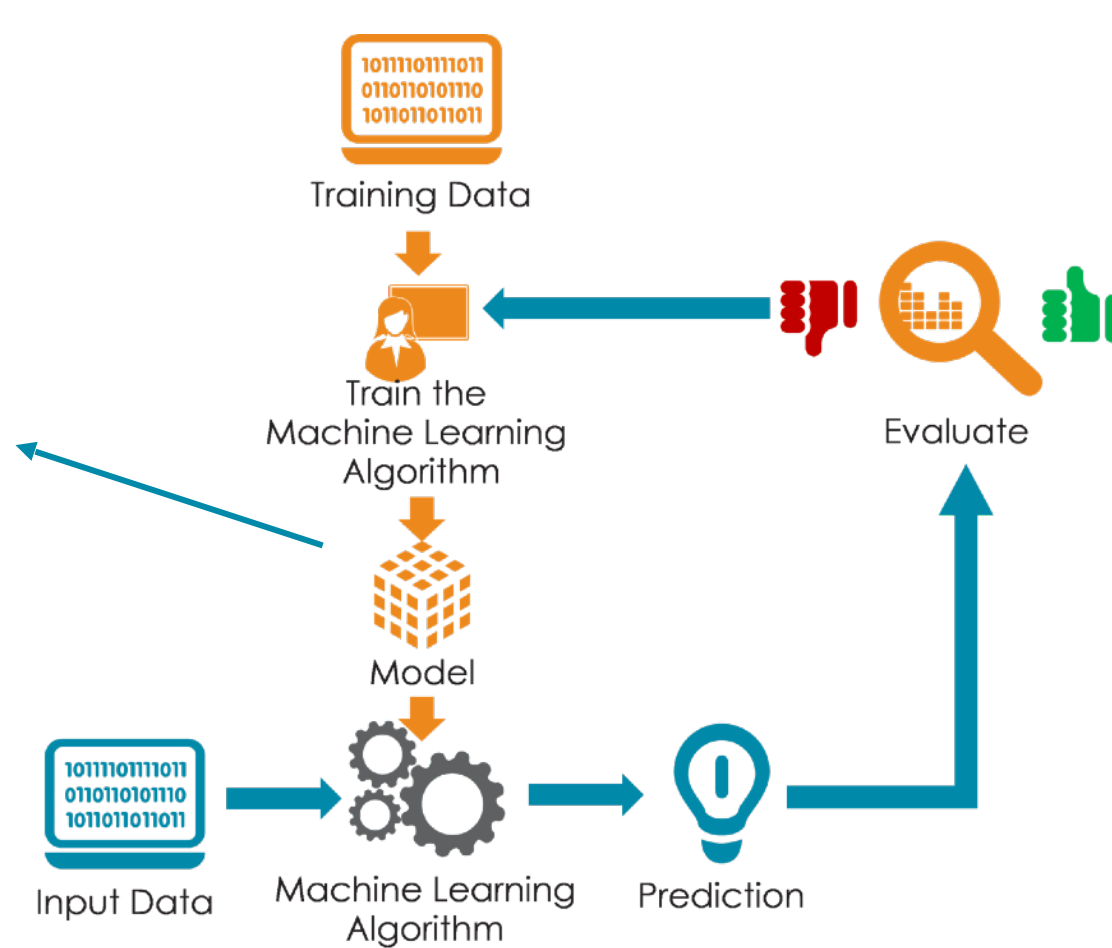 1011110111011
0110110101110
1011011011011
Training Data
Train the
Machine Learning
Algorithm
Evaluate
Model
1011110111011
0110110101110
1011011011011
Input Data
Machine Learning
Algorithm
Prediction